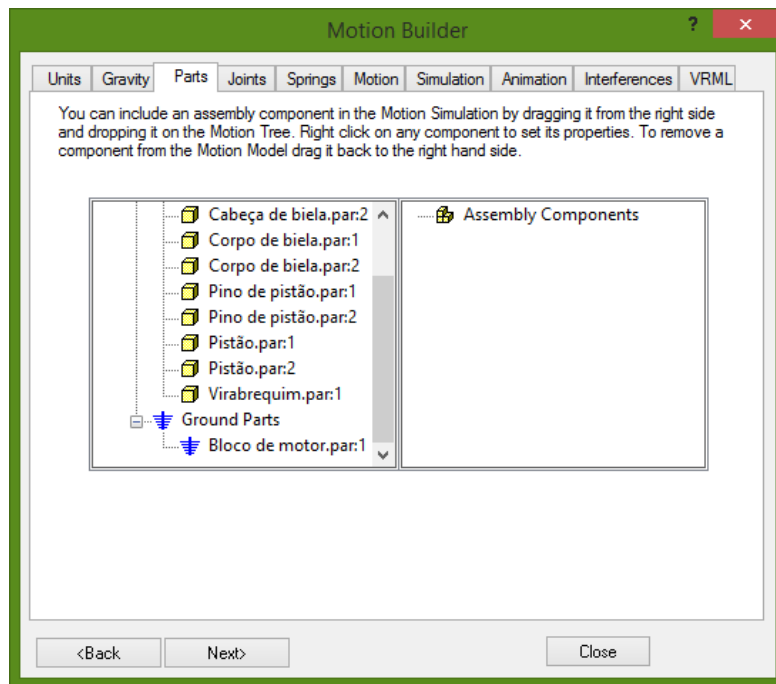 Motion Builder
?
×
Units Gravity Parts Joints Springs Motion Simulation Animation Interferences VRML
You can include an assembly component in the Motion Simulation by dragging it from the right side
and dropping it on the Motion Tree. Right click on any component to set its properties. To remove a
component from the Motion Model drag it back to the right hand side.
Cabeça de biela.par:2
Corpo de biela.par:1
Corpo de biela.par:2
Pino de pistão.par:1
Pino de pistão.par:2
Pistão.par:1
Pistão.par:2
Virabrequim.par:1
Ground Parts
Bloco de motor.par:1
Assembly Components
<Back
Next>
Close